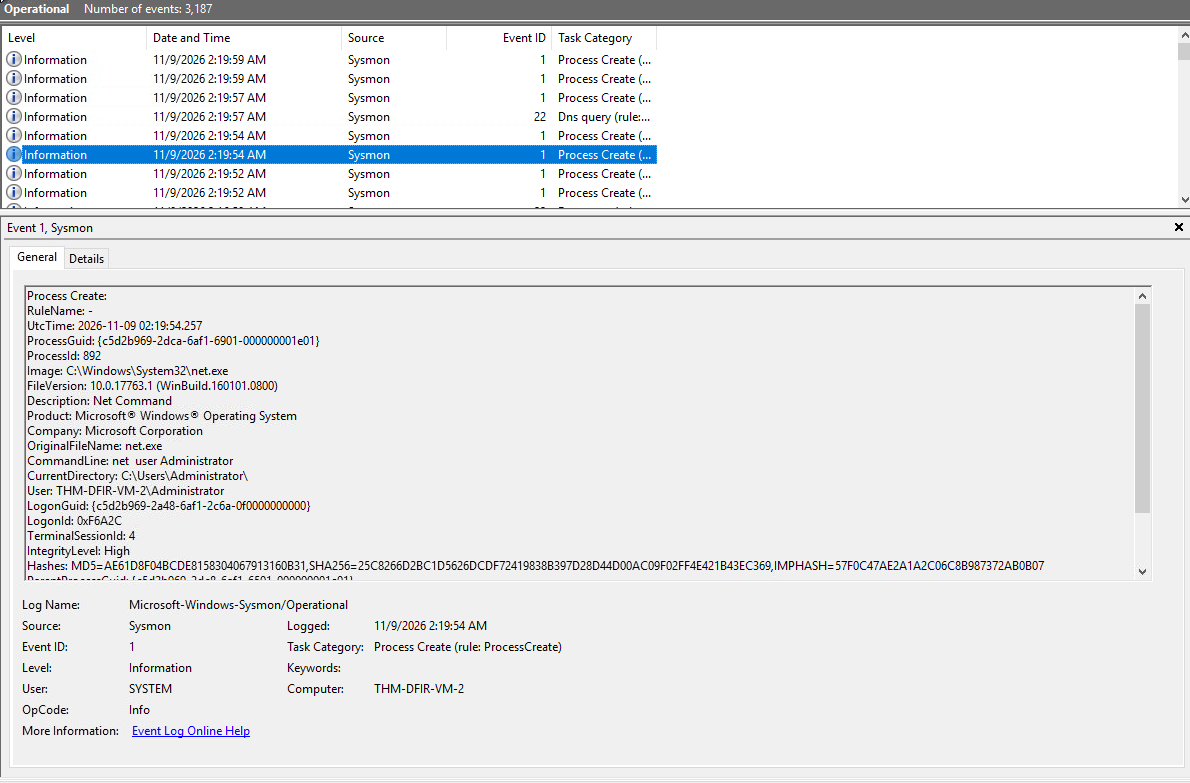 Operational Number of events: 3,187
Level Date and Time Source Event ID Task Category
Information 11/9/2026 2:19:59 AM Sysmon 1 Process Create (...
Information 11/9/2026 2:19:59 AM Sysmon 1 Process Create (...
Information 11/9/2026 2:19:57 AM Sysmon 1 Process Create (...
Information 11/9/2026 2:19:57 AM Sysmon 22 Dns query (rule:...
Information 11/9/2026 2:19:54 AM Sysmon 1 Process Create (...
Information 11/9/2026 2:19:54 AM Sysmon 1 Process Create (...
Information 11/9/2026 2:19:52 AM Sysmon 1 Process Create (...
Information 11/9/2026 2:19:52 AM Sysmon 1 Process Create (...
Event 1, Sysmon
General Details
Process Create:
RuleName: -
UtcTime: 2026-11-09 02:19:54.257
ProcessGuid: {c5d2b969-2dca-6af1-6901-000000001e01}
ProcessId: 892
Image: C:\Windows\System32\net.exe
FileVersion: 10.0.17763.1 (WinBuild.160101.0800)
Description: Net Command
Product: Microsoft® Windows® Operating System
Company: Microsoft Corporation
OriginalFileName: net.exe
CommandLine: net  user Administrator
CurrentDirectory: C:\Users\Administrator\
User: THM-DFIR-VM-2\Administrator
LogonGuid: {c5d2b969-2a48-6af1-2c6a-0f0000000000}
LogonId: 0xF6A2C
TerminalSessionId: 4
IntegrityLevel: High
Hashes: MD5=AE61D8F04BCDE8158304067913160B31,SHA256=25C8266D2BC1D5626DCDF72419838B397D28D44D00AC09F02FF4E421B43EC369,IMPHASH=57F0C47AE2A1A2C06C8B987372AB0B07
ParentProcessGuid: {c5d2b969-2dc8-6af1-6501-000000001e01}
Log Name: Microsoft-Windows-Sysmon/Operational
Source: Sysmon Logged: 11/9/2026 2:19:54 AM
Event ID: 1 Task Category: Process Create (rule: ProcessCreate)
Level: Information Keywords:
User: SYSTEM Computer: THM-DFIR-VM-2
OpCode: Info
More Information: Event Log Online Help